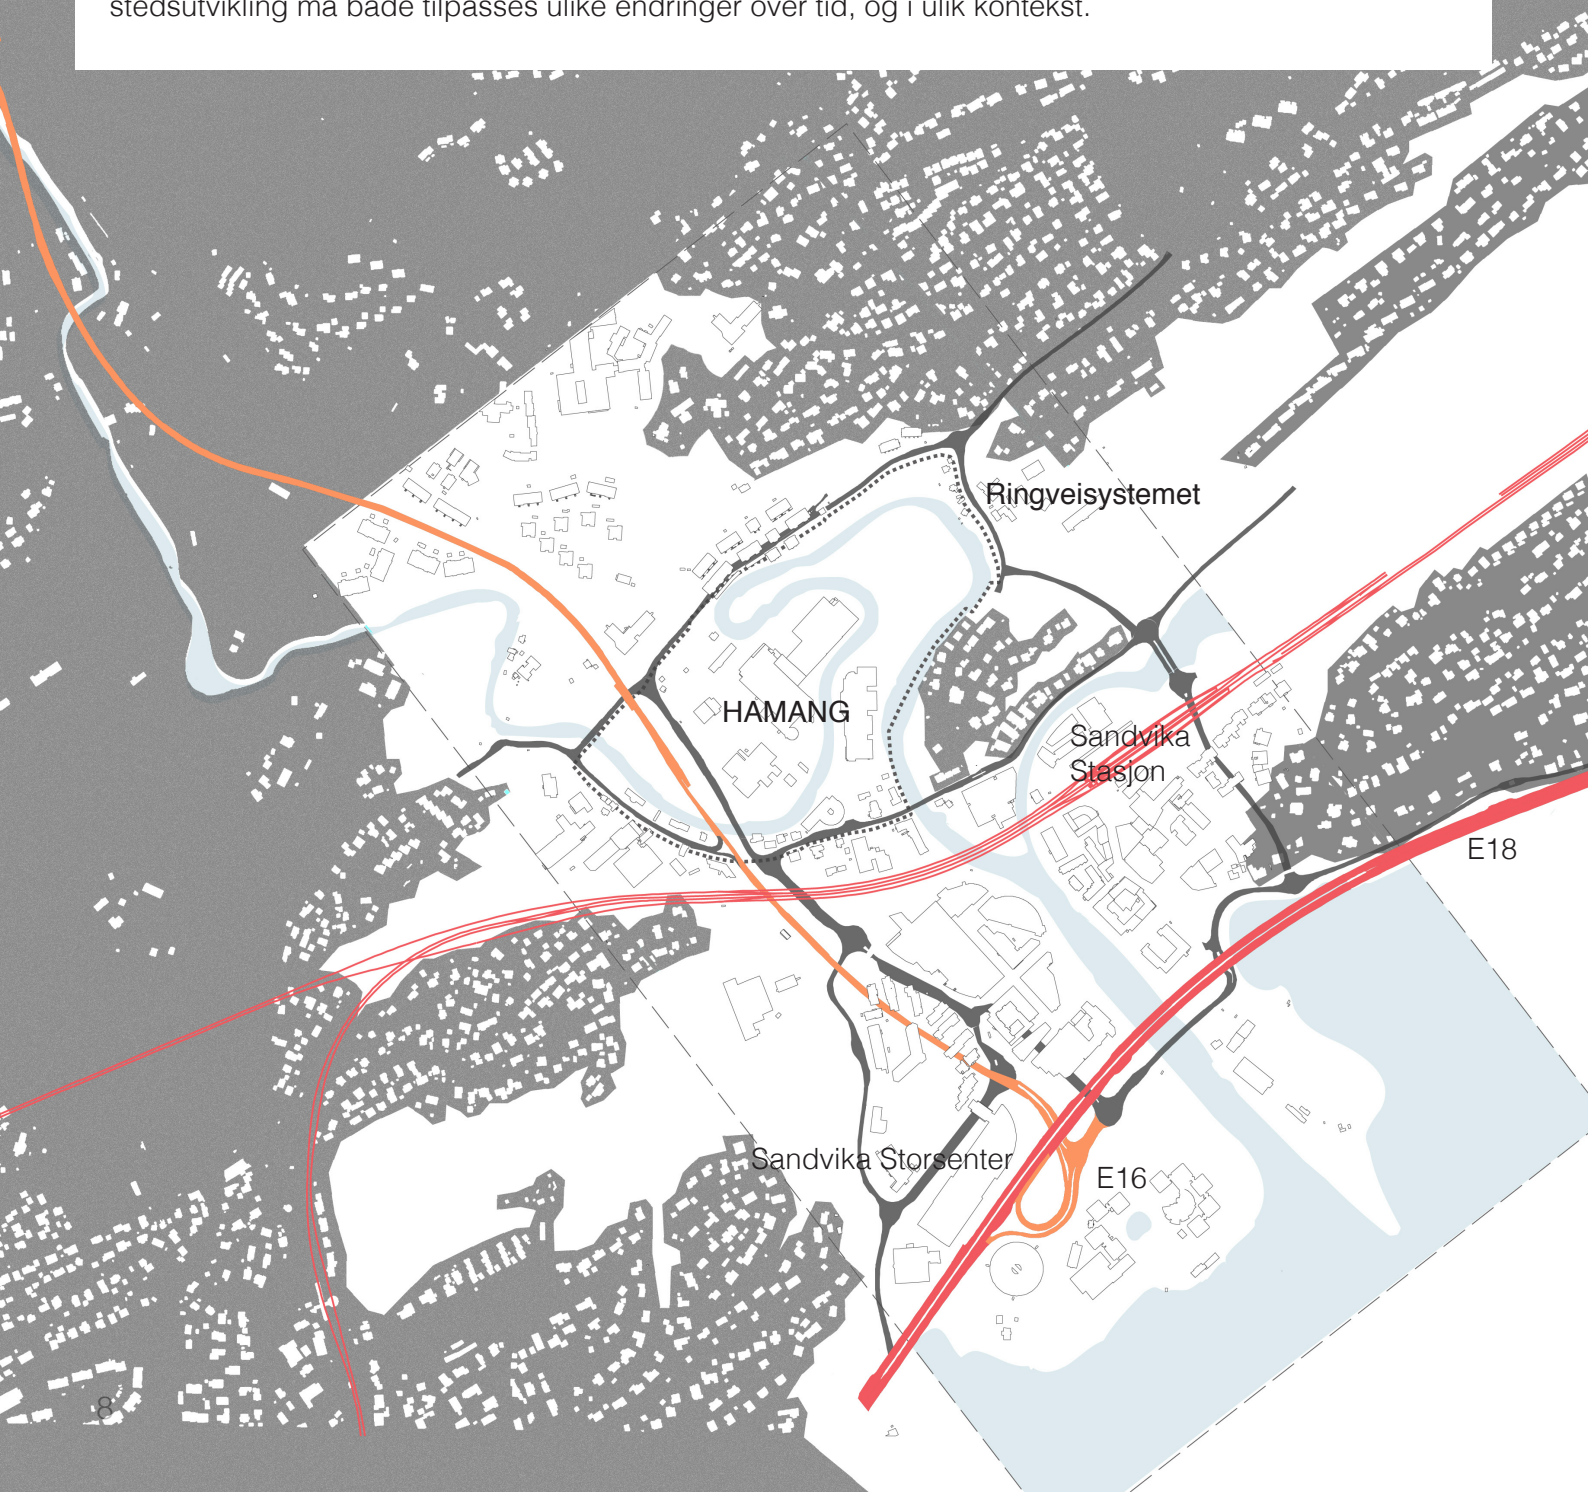 stedsutvikling må både tilpasses ulike endringer over tid, og i ulik kontekst.
Ringveisystemet
HAMANG
Sandvika
Stasjon
E18
Sandvika Storsenter
E16
8